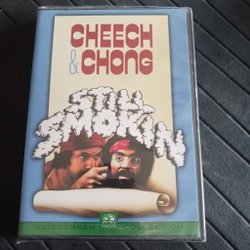 CHEECH
& CHONG
STILL
SMOKIN
WIDESCREEN COLLECTION